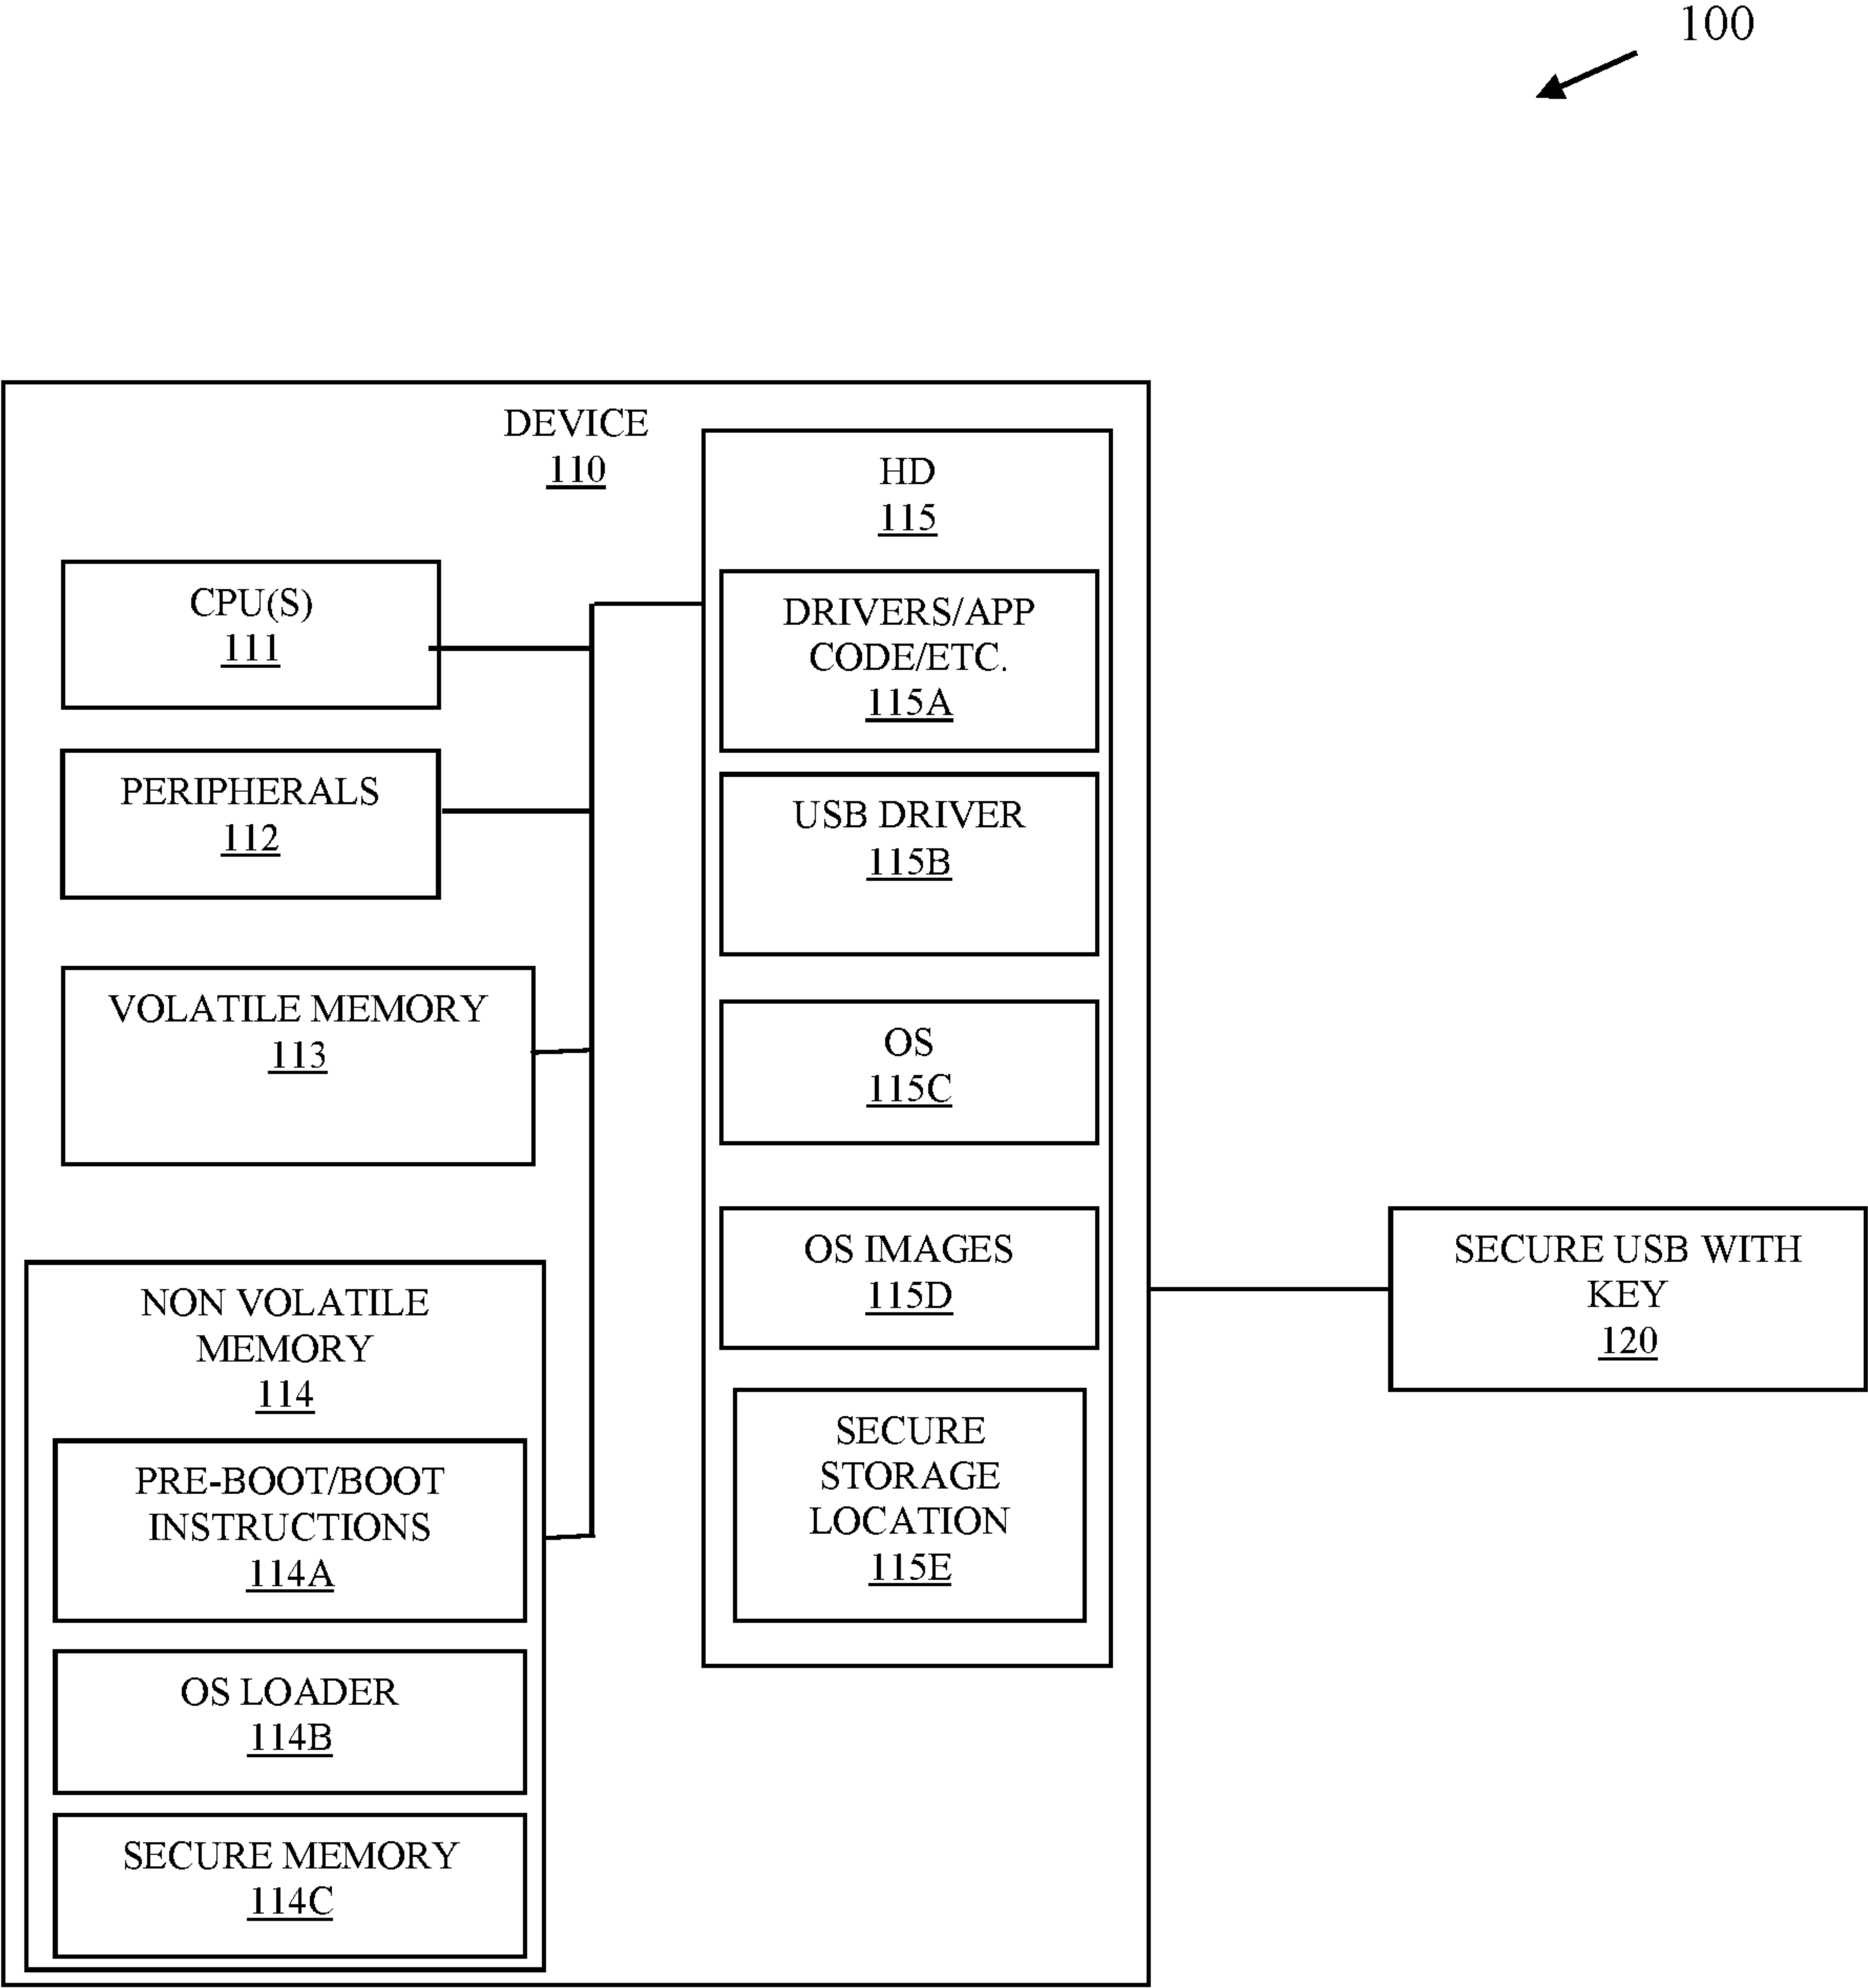 100
DEVICE
110
CPU(S)
111
PERIPHERALS
112
VOLATILE MEMORY
113
NON VOLATILE
MEMORY
114
PRE-BOOT/BOOT
INSTRUCTIONS
114A
OS LOADER
114B
SECURE MEMORY
114C
HD
115
DRIVERS/APP
CODE/ETC.
115A
USB DRIVER
115B
OS
115C
OS IMAGES
115D
SECURE
STORAGE
LOCATION
115E
SECURE USB WITH
KEY
120